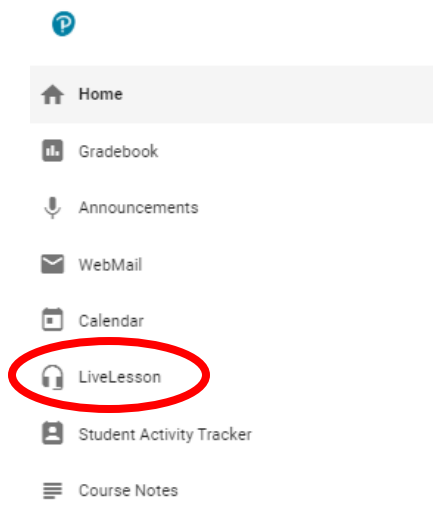 Home
Gradebook
Announcements
WebMail
Calendar
LiveLesson
Student Activity Tracker
Course Notes